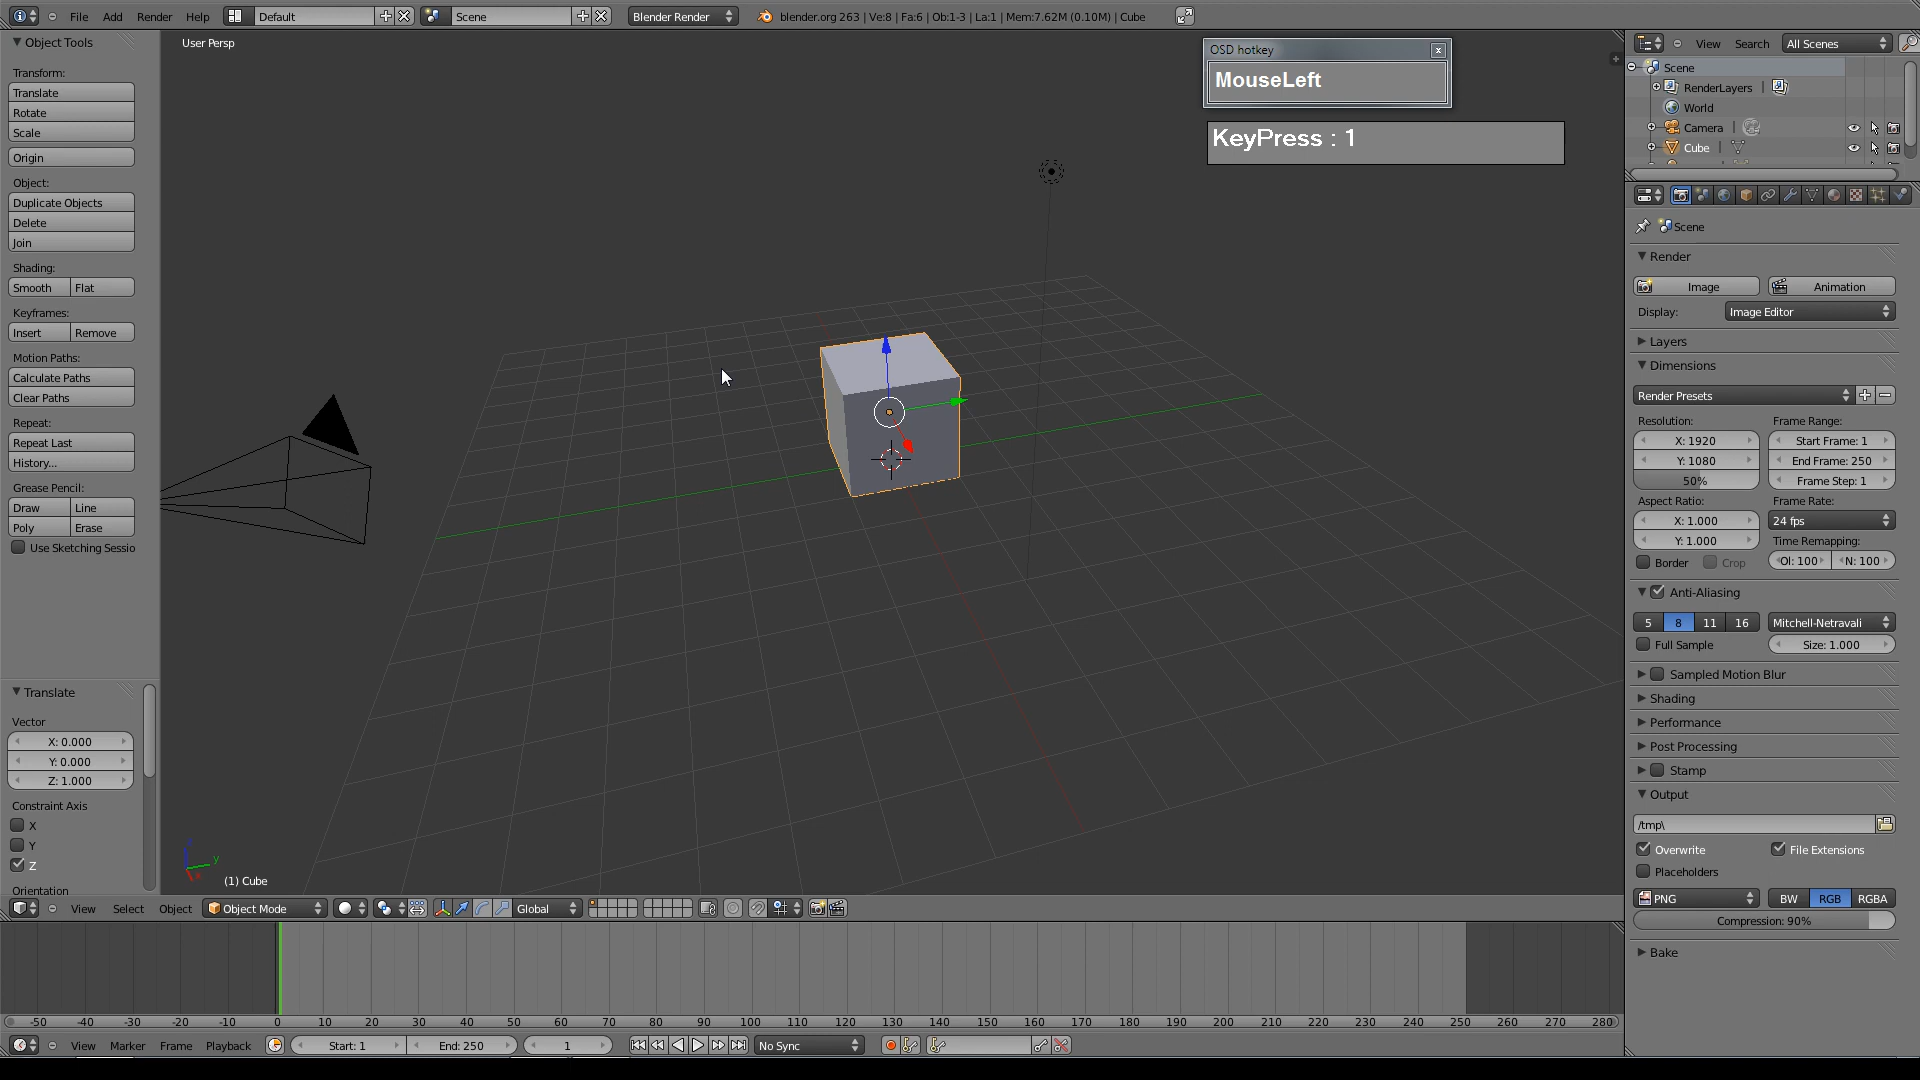 File Add Render Help Default Scene Blender Render blender.org 263 | Ve:8 | Fa:6 | Ob:1-3 | La:1 | Mem:7.62M (0.10M) | Cube
Object Tools
Transform:
Translate
Rotate
Scale
Origin
Object:
Duplicate Objects
Delete
Join
Shading:
Smooth Flat
Keyframes:
Insert Remove
Motion Paths:
Calculate Paths
Clear Paths
Repeat:
Repeat Last
History...
Grease Pencil:
Draw Line
Poly Erase
Use Sketching Sessio
Translate
Vector
X: 0.000
Y: 0.000
Z: 1.000
Constraint Axis
X
Y
Z
Orientation
User Persp
OSD hotkey
MouseLeft
KeyPress : 1
y
(1) Cube
View Select Object Object Mode Global
-50 -40 -30 -20 -10 0 10 20 30 40 50 60 70 80 90 100 110 120 130 140 150 160 170 180 190 200 210 220 230 240 250 260 270 280
View Marker Frame Playback Start: 1 End: 250 1 No Sync
View Search All Scenes
Scene
RenderLayers
World
Camera
Cube
Scene
Render
Image Animation
Display: Image Editor
Layers
Dimensions
Render Presets
Resolution: Frame Range:
X: 1920 Start Frame: 1
Y: 1080 End Frame: 250
50% Frame Step: 1
Aspect Ratio: Frame Rate:
X: 1.000 24 fps
Y: 1.000 Time Remapping:
Border Crop Ol: 100 N: 100
Anti-Aliasing
5 8 11 16 Mitchell-Netravali
Full Sample Size: 1.000
Sampled Motion Blur
Shading
Performance
Post Processing
Stamp
Output
/tmp\
Overwrite File Extensions
Placeholders
PNG BW RGB RGBA
Compression: 90%
Bake